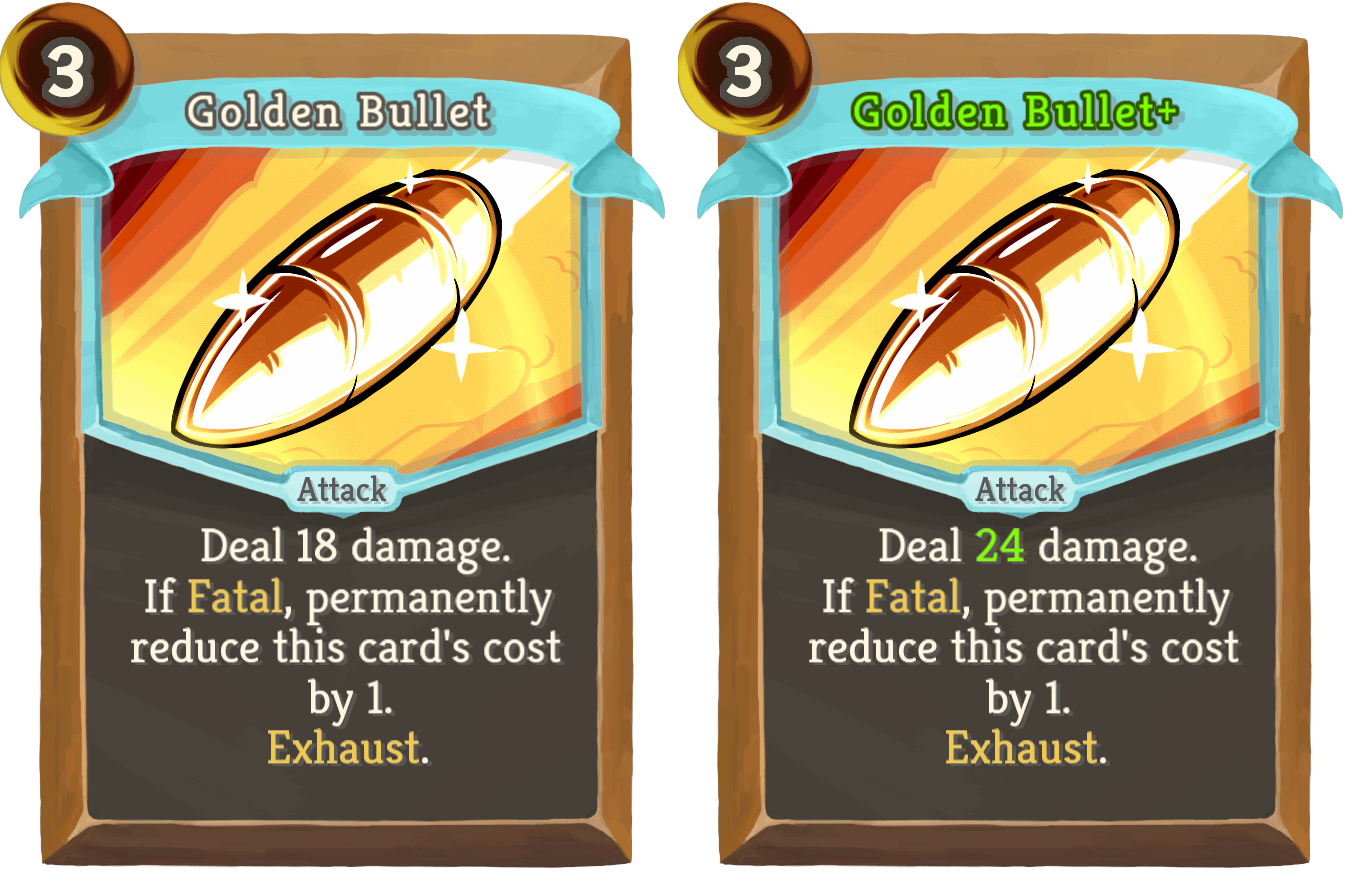 3
Golden Bullet
Attack
Deal 18 damage.
If Fatal, permanently
reduce this card's cost
by 1.
Exhaust.
3
Golden Bullet+
Attack
Deal 24 damage.
If Fatal, permanently
reduce this card's cost
by 1.
Exhaust.